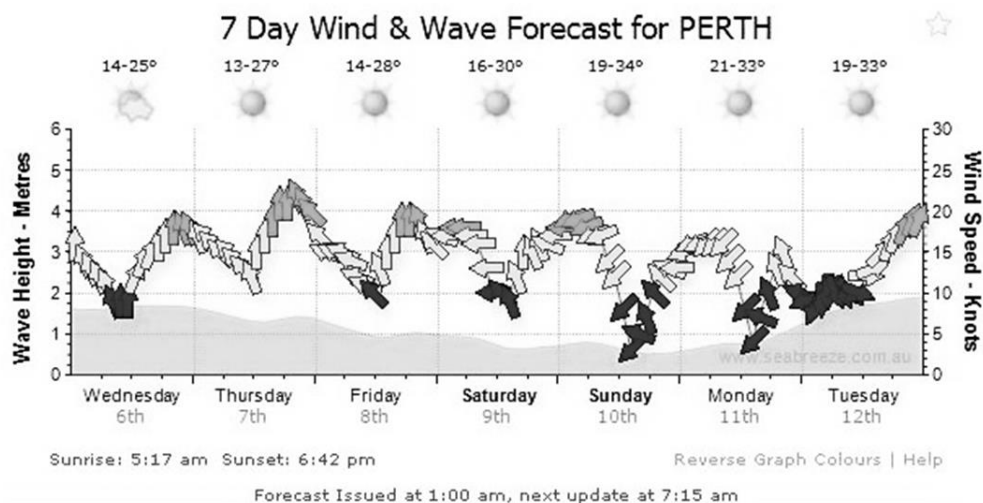 7 Day Wind & Wave Forecast for PERTH
14-25° 13-27° 14-28° 16-30° 19-34° 21-33° 19-33°
Wave Height - Metres
6
5
4
3
2
1
0
30
25
20
15
10
5
0
Wind Speed - Knots
www.seabreeze.com.au
Wednesday Thursday Friday Saturday Sunday Monday Tuesday
6th 7th 8th 9th 10th 11th 12th
Sunrise: 5:17 am Sunset: 6:42 pm
Reverse Graph Colours | Help
Forecast Issued at 1:00 am, next update at 7:15 am